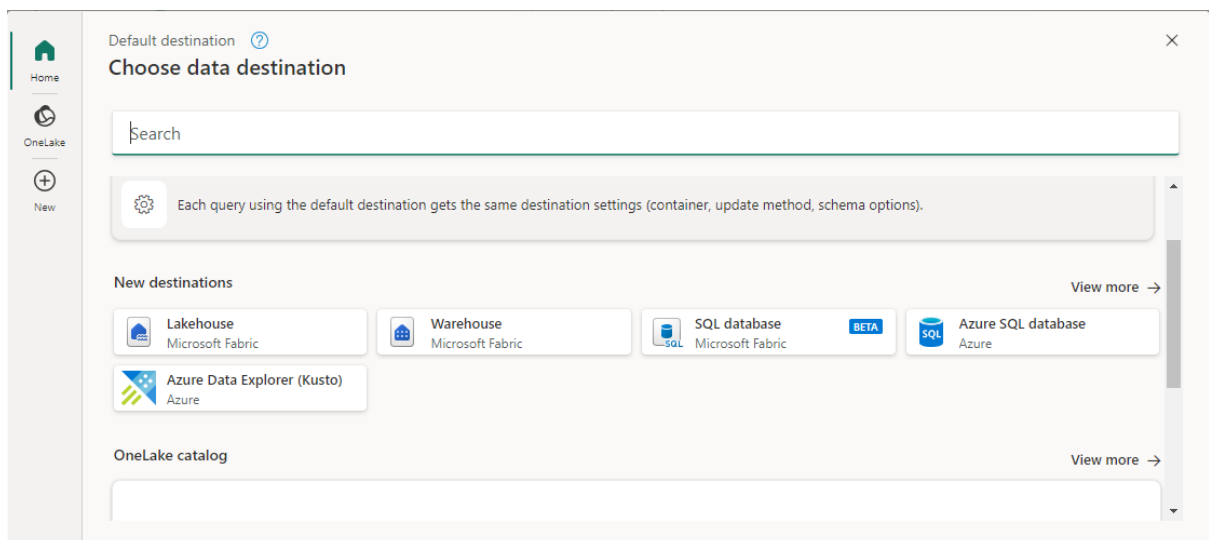 Default destination
Choose data destination
Home
OneLake
New
Search
Each query using the default destination gets the same destination settings (container, update method, schema options).
New destinations
View more
Lakehouse
Microsoft Fabric
Warehouse
Microsoft Fabric
SQL
SQL database
BETA
Microsoft Fabric
SQL
Azure SQL database
Azure
Azure Data Explorer (Kusto)
Azure
OneLake catalog
View more